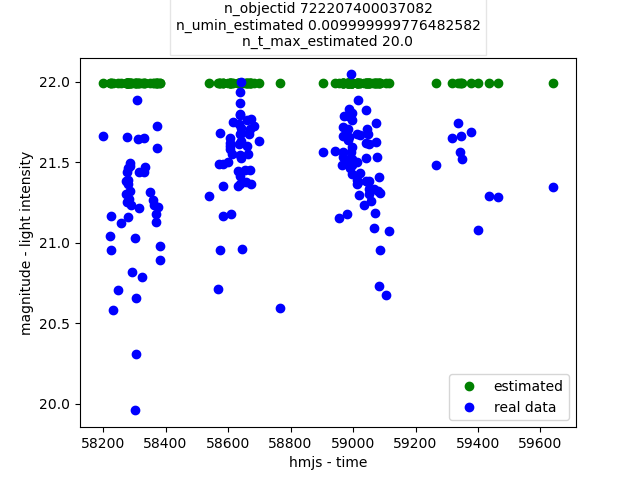 n_objectid 722207400037082
n_umin_estimated 0.009999999776482582
n_t_max_estimated 20.0
22.0
21.5
21.0
20.5
20.0
magnitude - light intensity
estimated
real data
58200 58400 58600 58800 59000 59200 59400 59600
hmjs - time